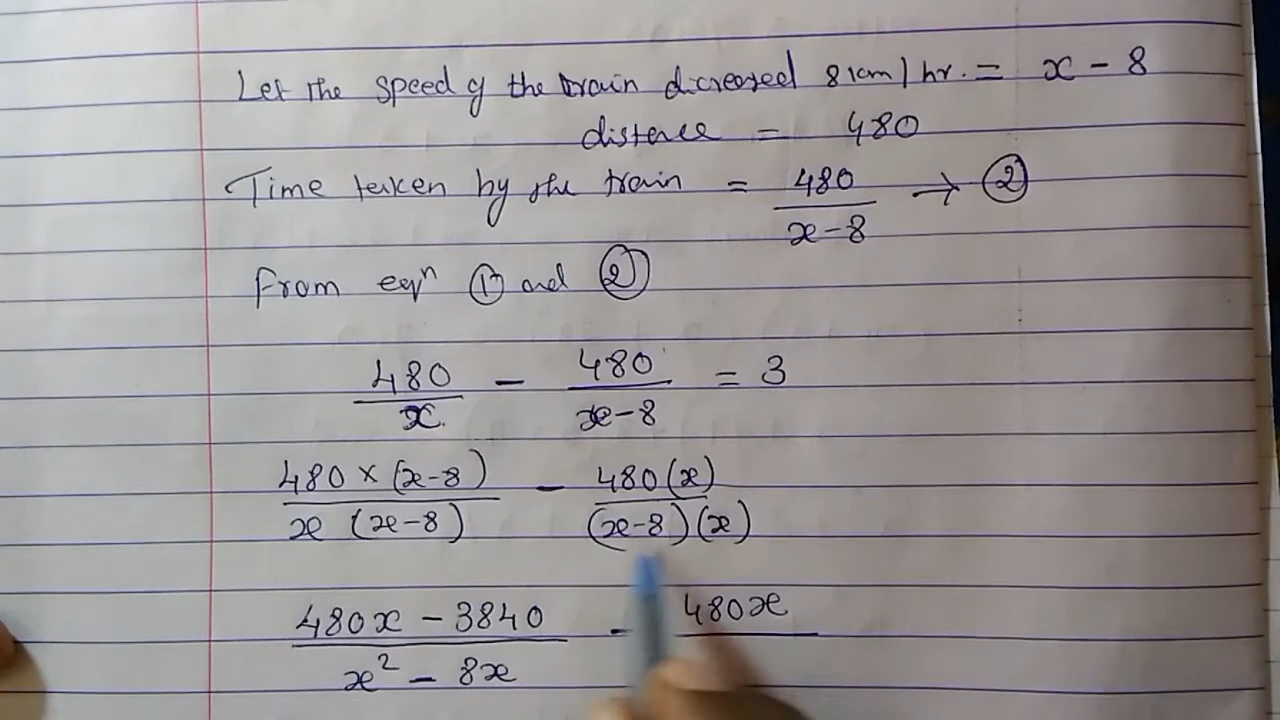 Let the speed of the train dicreased 8 km/hr. = x - 8
distence = 480
Time taken by the train = 480/(x-8) → ②
From eqⁿ ① and ②
480/x - 480/(x-8) = 3
480 × (x-8)/x (x-8) - 480(x)/(x-8)(x)
480x - 3840/x² - 8x - 480x